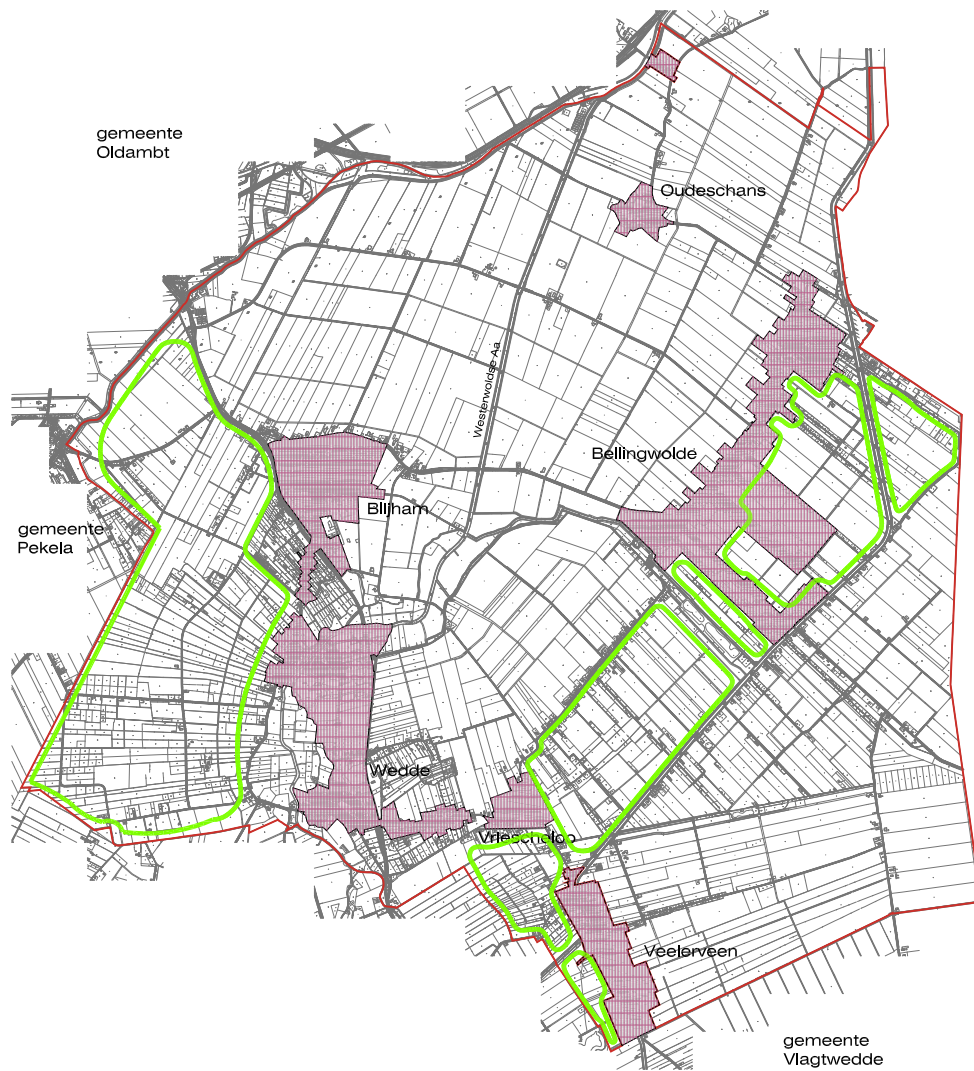 gemeente
Oldambt
Oudeschans
Westerwoldse Aa
Bellingwolde
Blijham
gemeente
Pekela
Wedde
Vriescheloo
Veelerveen
gemeente
Vlagtwedde